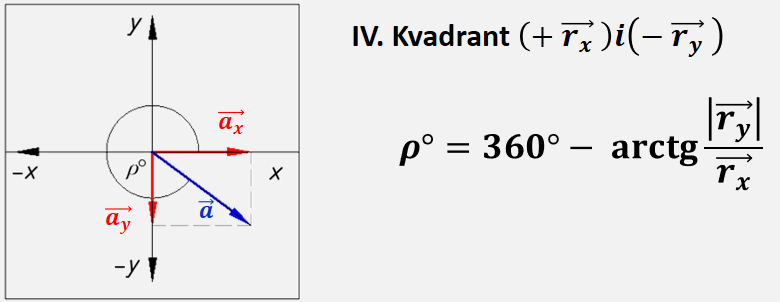 y
IV. Kvadrant (+ r⃗ₓ )i(− r⃗ᵧ )
a⃗ₓ
−x
ρ°
x
a⃗ᵧ
a⃗
−y
ρ° = 360° − arctg |r⃗ᵧ| / r⃗ₓ